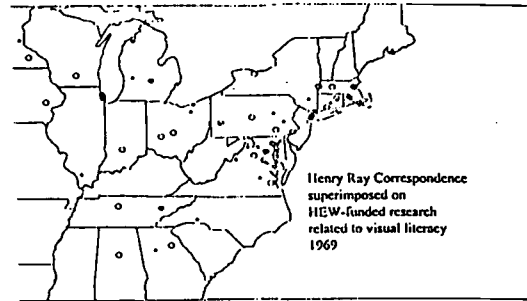 Henry Ray Correspondence
superimposed on
HEW-funded research
related to visual literacy
1969